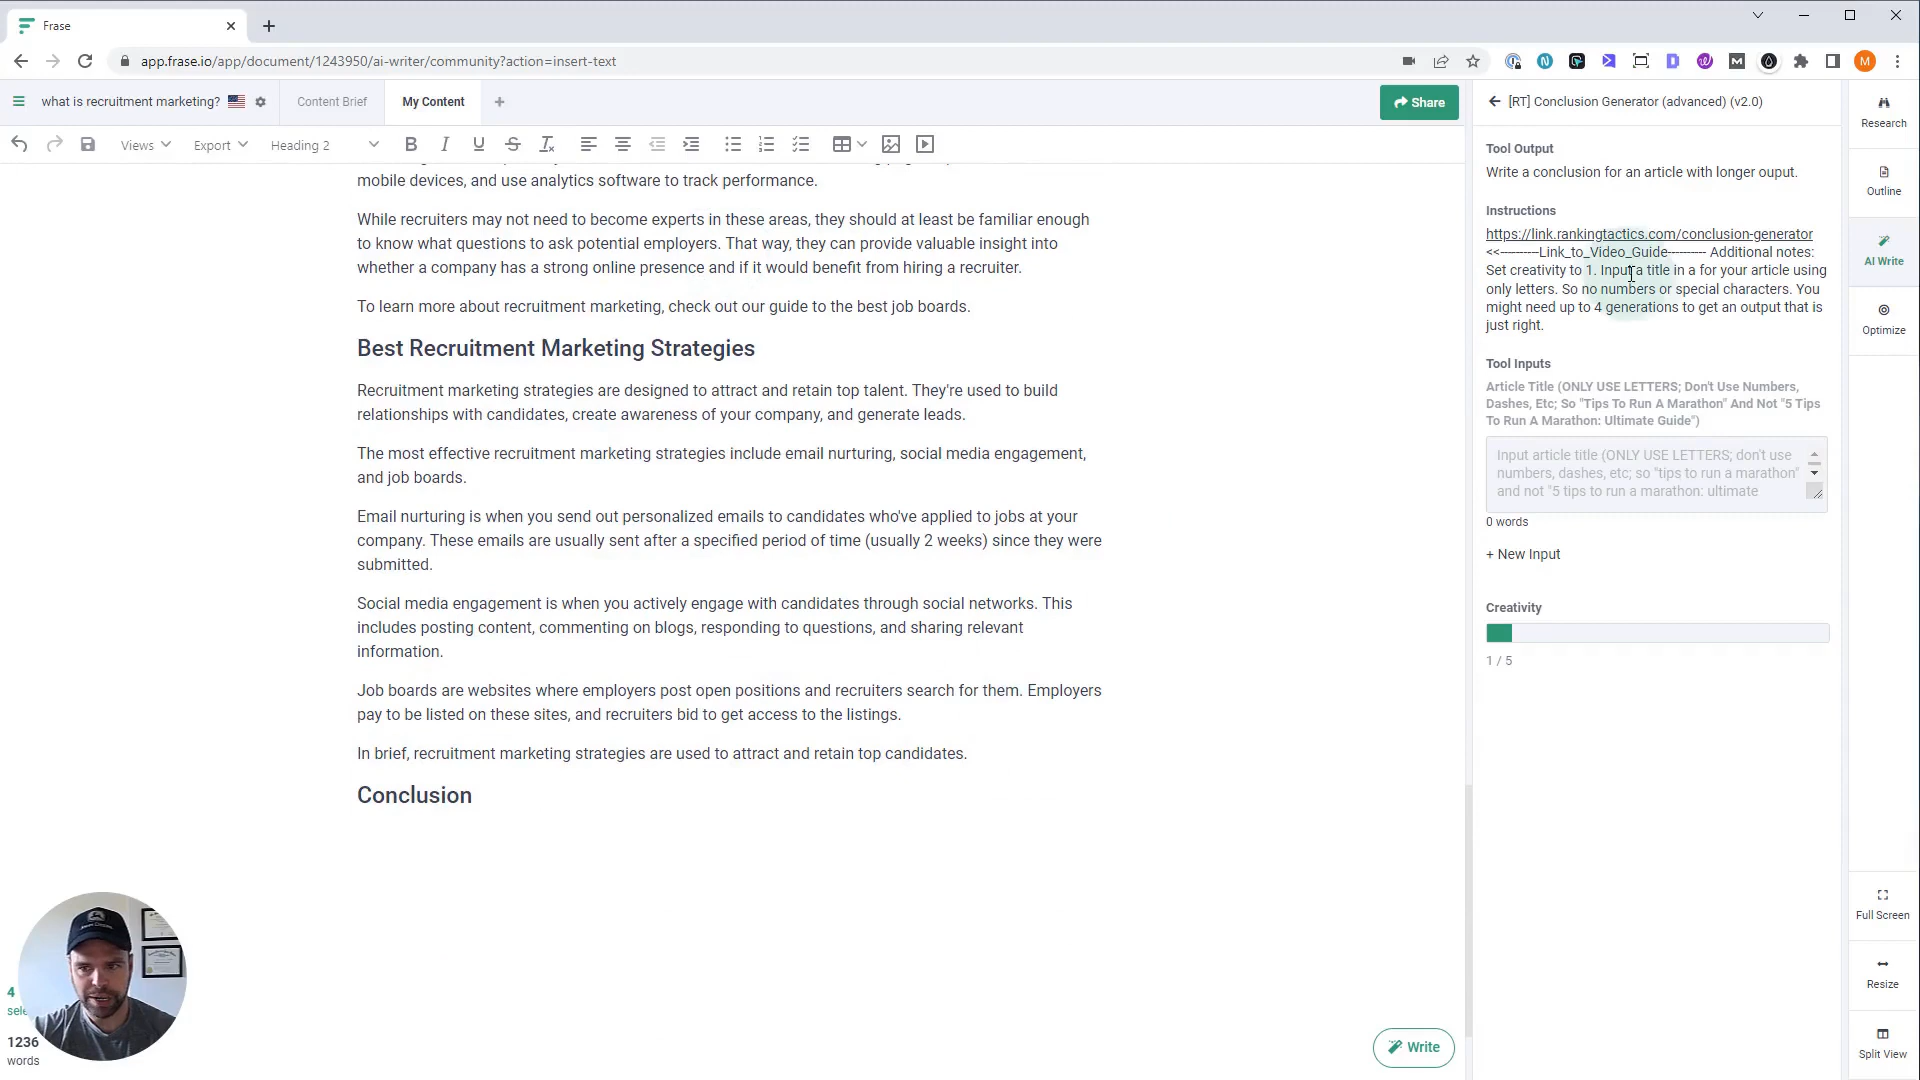 Frase
app.frase.io/app/document/1243950/ai-writer/community?action=insert-text
M
what is recruitment marketing?
Content Brief
My Content
Share
Views
Export
Heading 2
mobile devices, and use analytics software to track performance.
While recruiters may not need to become experts in these areas, they should at least be familiar enough
to know what questions to ask potential employers. That way, they can provide valuable insight into
whether a company has a strong online presence and if it would benefit from hiring a recruiter.
To learn more about recruitment marketing, check out our guide to the best job boards.
Best Recruitment Marketing Strategies
Recruitment marketing strategies are designed to attract and retain top talent. They're used to build
relationships with candidates, create awareness of your company, and generate leads.
The most effective recruitment marketing strategies include email nurturing, social media engagement,
and job boards.
Email nurturing is when you send out personalized emails to candidates who've applied to jobs at your
company. These emails are usually sent after a specified period of time (usually 2 weeks) since they were
submitted.
Social media engagement is when you actively engage with candidates through social networks. This
includes posting content, commenting on blogs, responding to questions, and sharing relevant
information.
Job boards are websites where employers post open positions and recruiters search for them. Employers
pay to be listed on these sites, and recruiters bid to get access to the listings.
In brief, recruitment marketing strategies are used to attract and retain top candidates.
Conclusion
4
sele
1236
words
Write
[RT] Conclusion Generator (advanced) (v2.0)
Tool Output
Write a conclusion for an article with longer ouput.
Instructions
https://link.rankingtactics.com/conclusion-generator
<<---------Link_to_Video_Guide--------- Additional notes:
Set creativity to 1. Input a title in a for your article using
only letters. So no numbers or special characters. You
might need up to 4 generations to get an output that is
just right.
Tool Inputs
Article Title (ONLY USE LETTERS; Don't Use Numbers,
Dashes, Etc; So "Tips To Run A Marathon" And Not "5 Tips
To Run A Marathon: Ultimate Guide")
Input article title (ONLY USE LETTERS; don't use
numbers, dashes, etc; so "tips to run a marathon"
and not "5 tips to run a marathon: ultimate
0 words
+ New Input
Creativity
1 / 5
Research
Outline
AI Write
Optimize
Full Screen
Resize
Split View